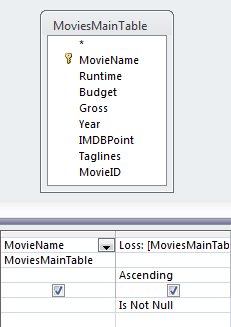 MoviesMainTable
*
MovieName
Runtime
Budget
Gross
Year
IMDBPoint
Taglines
MovieID
MovieName Loss: [MoviesMainTab
MoviesMainTable
Ascending
Is Not Null